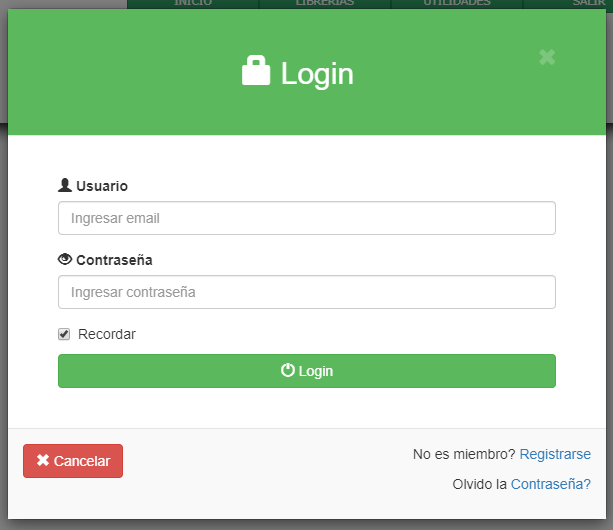 INICIO LIBRERIAS UTILIDADES SALIR
Login
Usuario
Ingresar email
Contraseña
Ingresar contraseña
Recordar
Login
Cancelar
No es miembro? Registrarse
Olvido la Contraseña?